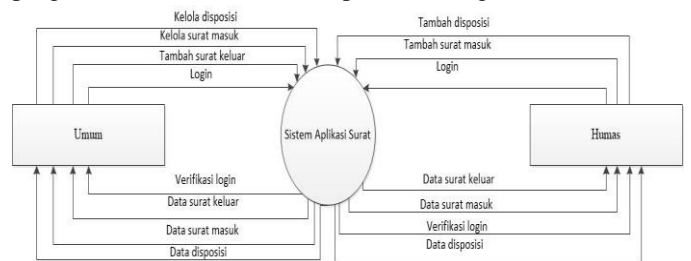 Kelola disposisi
Kelola surat masuk
Tambah surat keluar
Login
Tambah disposisi
Tambah surat masuk
Login
Umum
Sistem Aplikasi Surat
Humas
Verifikasi login
Data surat keluar
Data surat masuk
Data disposisi
Data surat keluar
Data surat masuk
Verifikasi login
Data disposisi